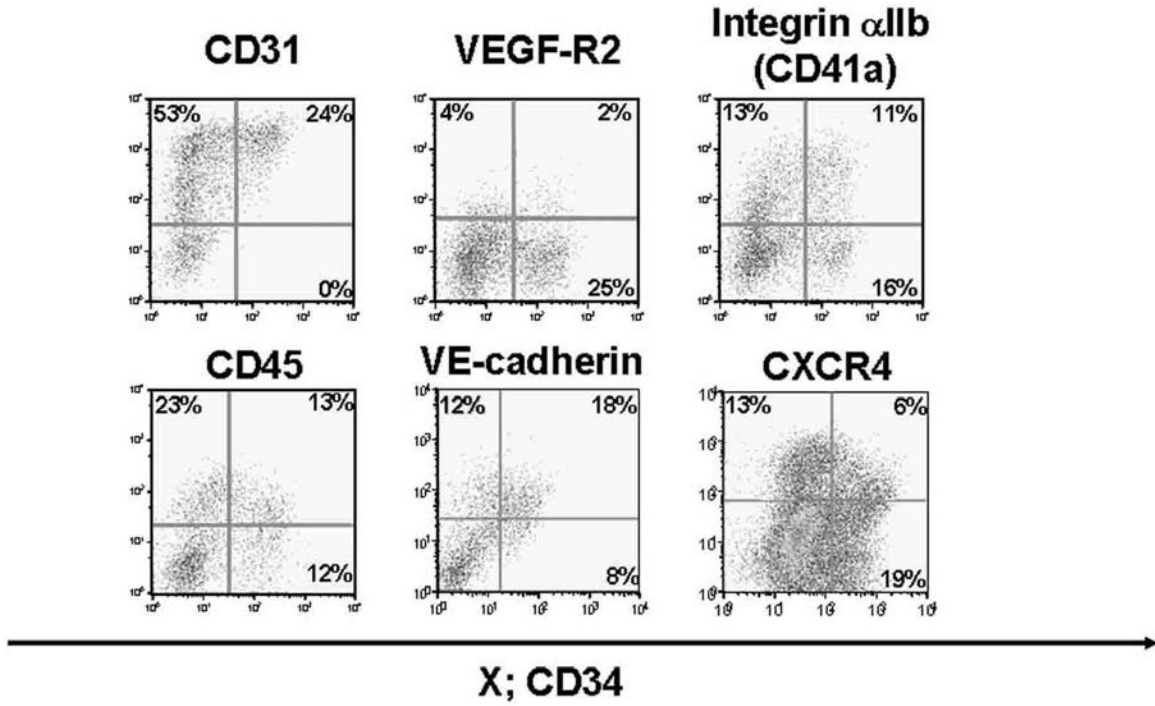 CD31
VEGF-R2
Integrin αIIb
(CD41a)
53% 24%
0%
4% 2%
25%
13% 11%
16%
CD45
VE-cadherin
CXCR4
23% 13%
12%
12% 18%
8%
13% 6%
19%
X; CD34